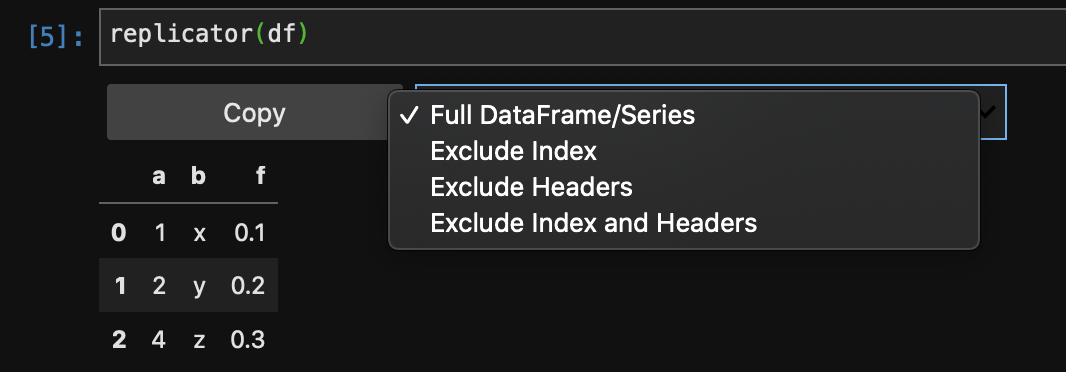 [5]: replicator(df)
Copy
✓ Full DataFrame/Series
Exclude Index
Exclude Headers
Exclude Index and Headers
a b f
0 1 x 0.1
1 2 y 0.2
2 4 z 0.3